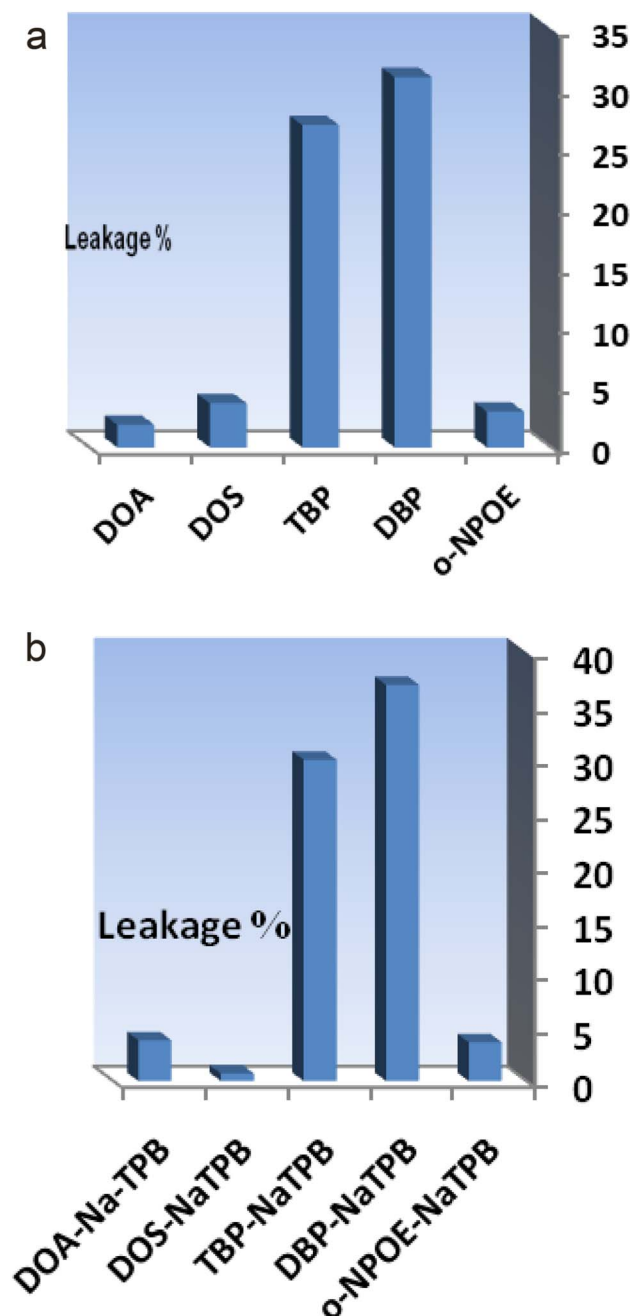 a
35
30
25
20
15
10
5
0
Leakage %
DOA
DOS
TBP
DBP
o-NPOE
b
40
35
30
25
20
15
10
5
0
Leakage %
DOA-Na-TPB
DOS-NaTPB
TBP-NaTPB
DBP-NaTPB
o-NPOE-NaTPB